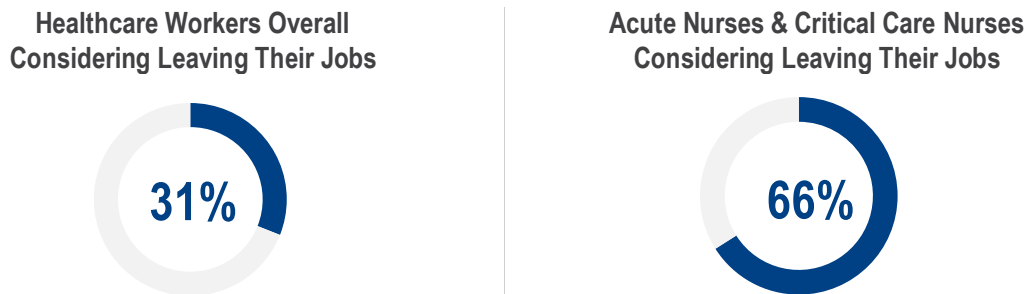 Healthcare Workers Overall
Considering Leaving Their Jobs
31%
Acute Nurses & Critical Care Nurses
Considering Leaving Their Jobs
66%